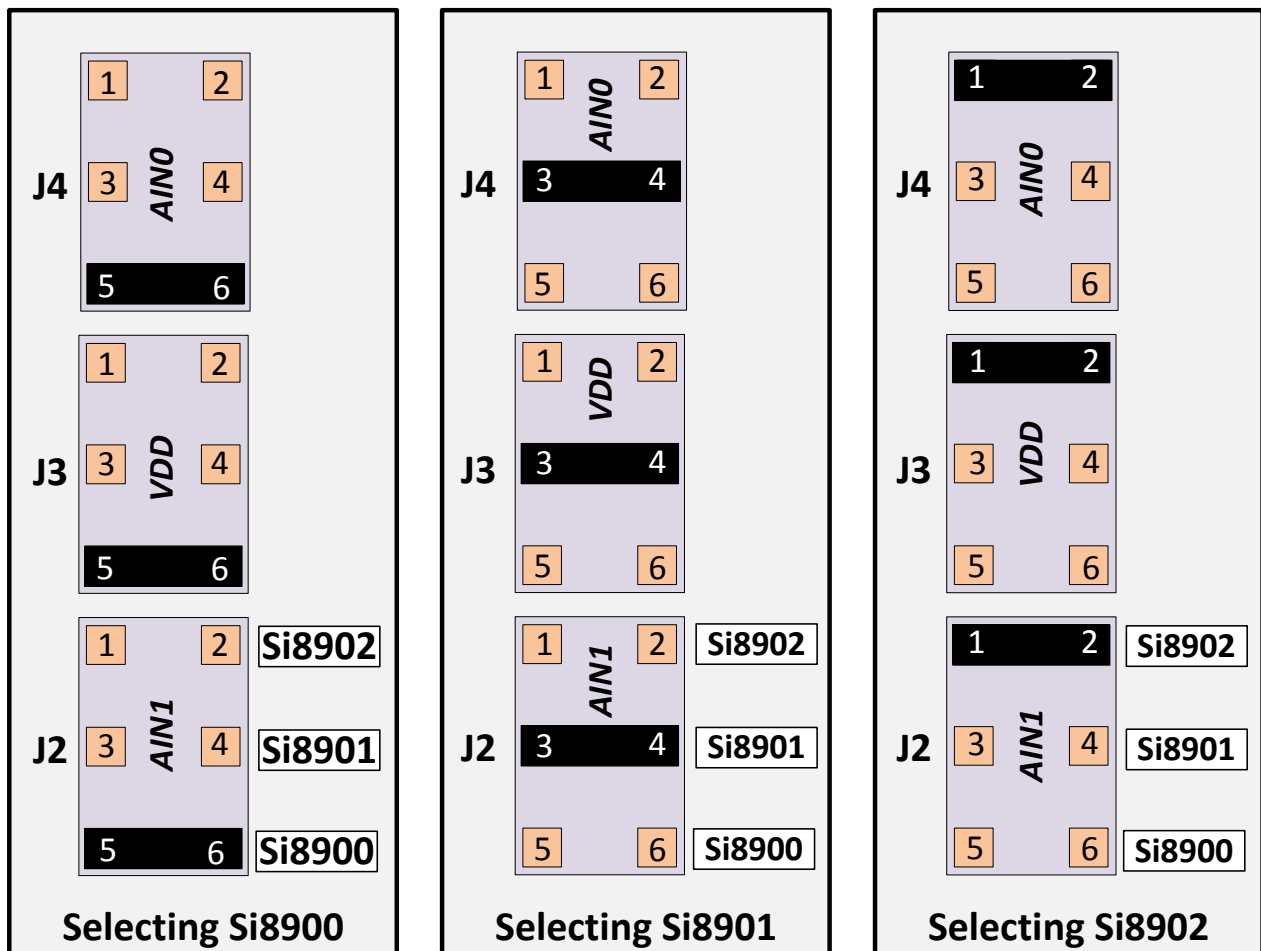 1 2
J4 3 AIN0 4
5 6
1 2
J3 3 VDD 4
5 6
1 2 Si8902
J2 3 AIN1 4 Si8901
5 6 Si8900
Selecting Si8900
1 2
AIN0
J4 3 4
5 6
1 2
VDD
J3 3 4
5 6
1 2 Si8902
AIN1
J2 3 4 Si8901
5 6 Si8900
Selecting Si8901
1 2
J4 3 AIN0 4
5 6
1 2
J3 3 VDD 4
5 6
1 2 Si8902
J2 3 AIN1 4 Si8901
5 6 Si8900
Selecting Si8902